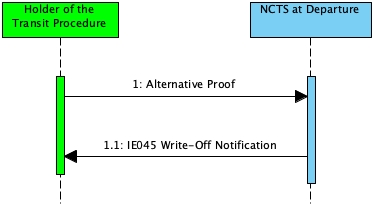 Holder of the
Transit Procedure
NCTS at Departure
1: Alternative Proof
1.1: IE045 Write-Off Notification